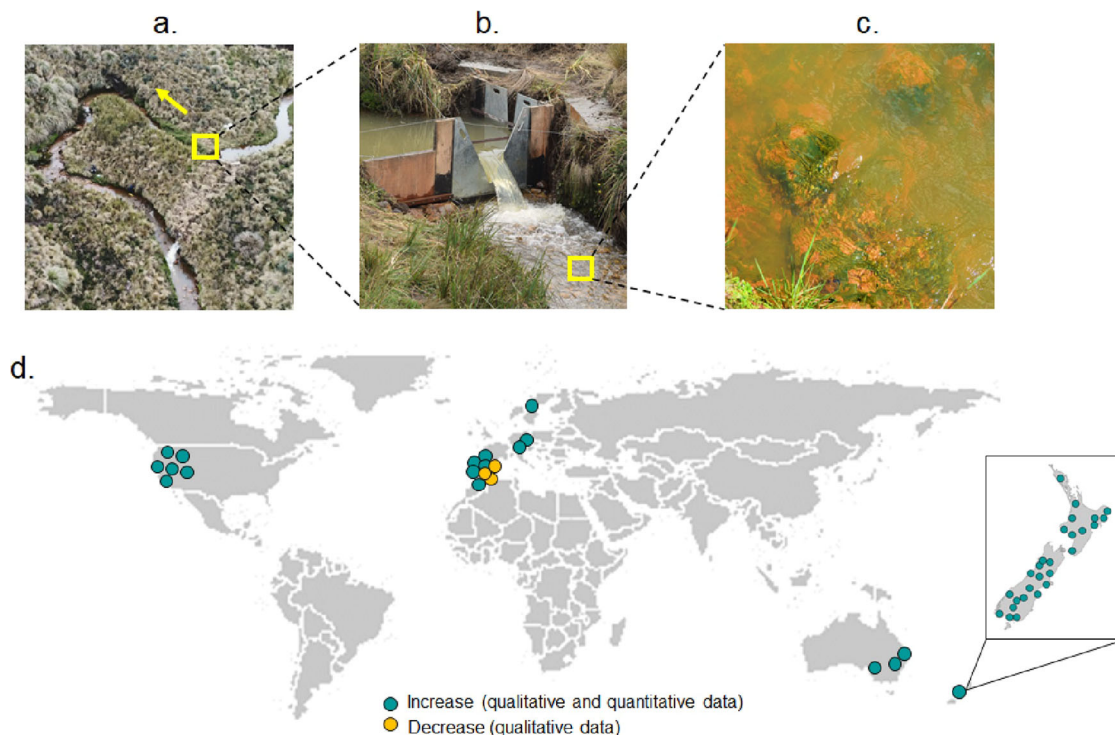 a.
b.
c.
d.
Increase (qualitative and quantitative data)
Decrease (qualitative data)